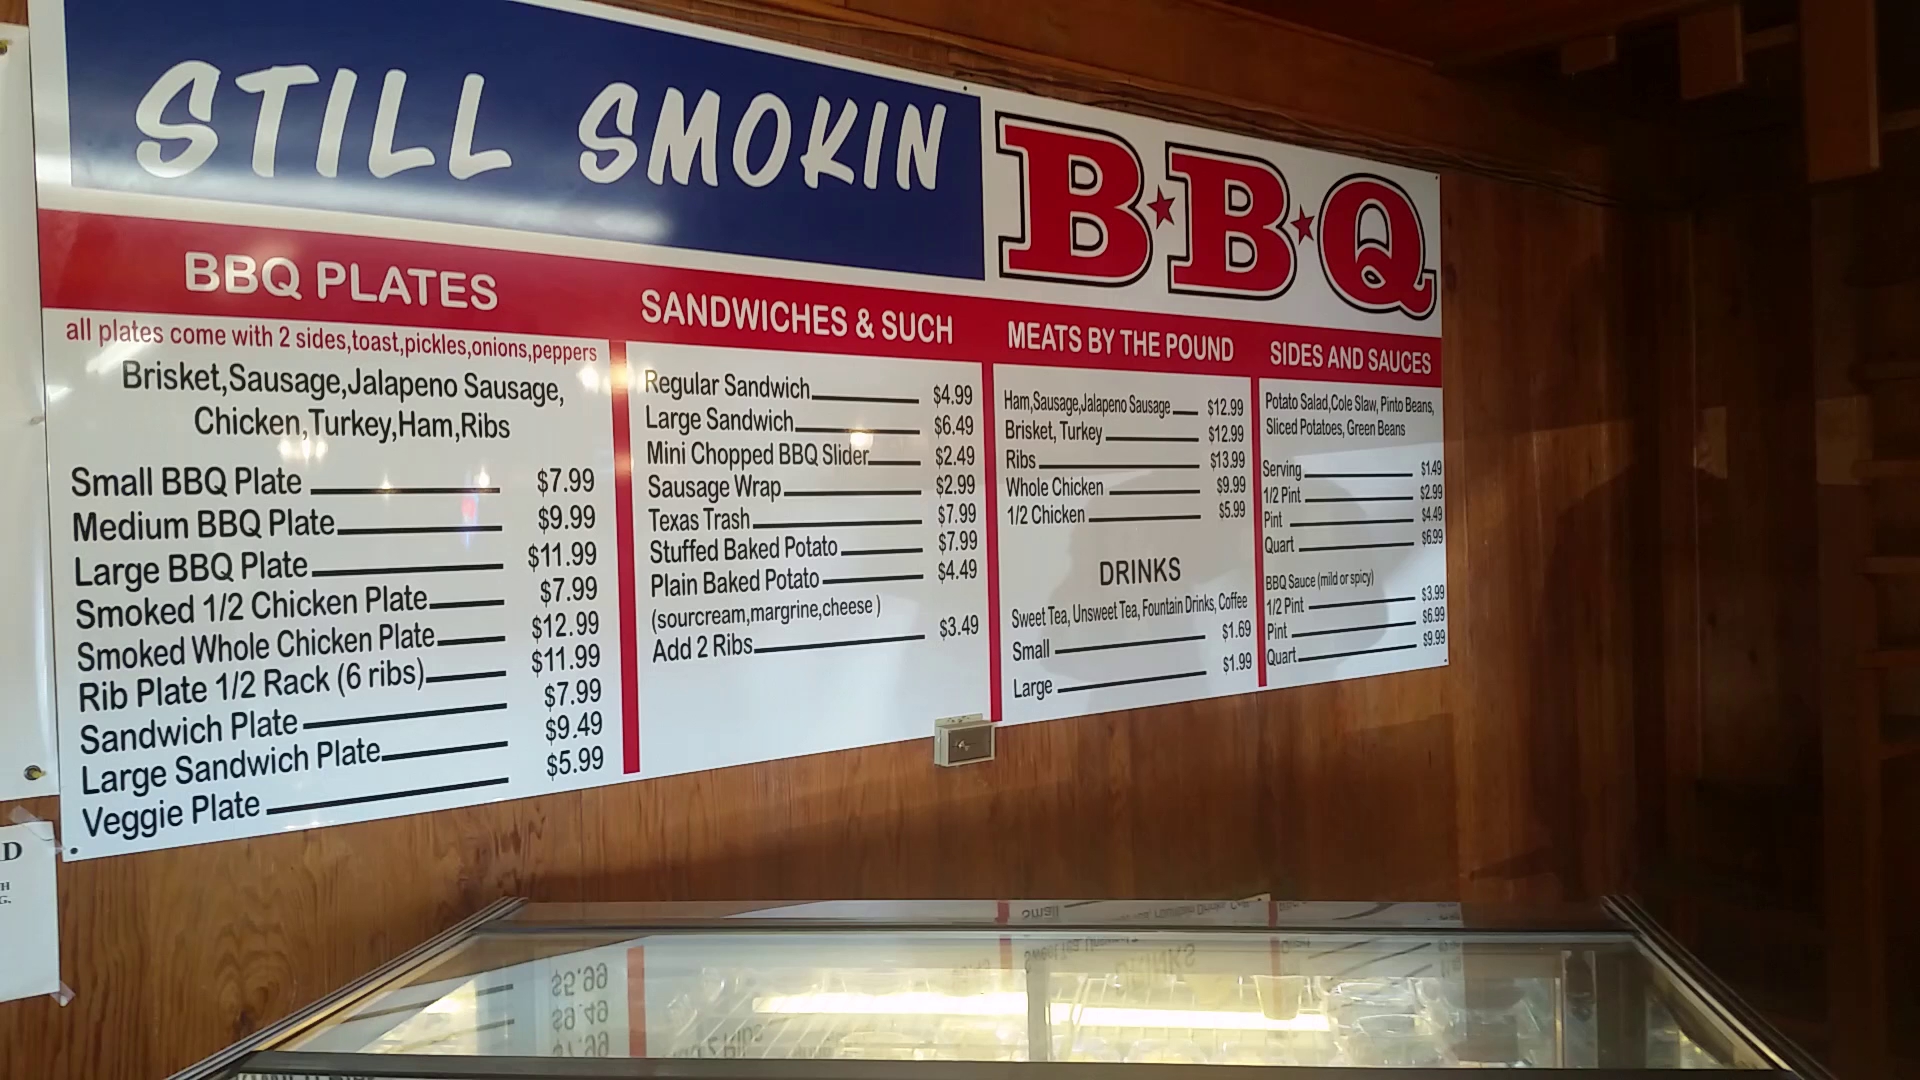 STILL SMOKIN
B★B★Q
BBQ PLATES
all plates come with 2 sides,toast,pickles,onions,peppers
Brisket,Sausage,Jalapeno Sausage,
Chicken,Turkey,Ham,Ribs
Small BBQ Plate $7.99
Medium BBQ Plate $9.99
Large BBQ Plate $11.99
Smoked 1/2 Chicken Plate $7.99
Smoked Whole Chicken Plate $12.99
Rib Plate 1/2 Rack (6 ribs) $11.99
Sandwich Plate $7.99
Large Sandwich Plate $9.49
Veggie Plate $5.99
SANDWICHES & SUCH
Regular Sandwich $4.99
Large Sandwich $6.49
Mini Chopped BBQ Slider $2.49
Sausage Wrap $2.99
Texas Trash $7.99
Stuffed Baked Potato $7.99
Plain Baked Potato $4.49
(sourcream,margrine,cheese )
Add 2 Ribs $3.49
MEATS BY THE POUND
Ham,Sausage,Jalapeno Sausage $12.99
Brisket, Turkey $12.99
Ribs $13.99
Whole Chicken $9.99
1/2 Chicken $5.99
DRINKS
Sweet Tea, Unsweet Tea, Fountain Drinks, Coffee
Small $1.69
Large $1.99
SIDES AND SAUCES
Potato Salad,Cole Slaw, Pinto Beans,
Sliced Potatoes, Green Beans
Serving $1.49
1/2 Pint $2.99
Pint $4.49
Quart $6.99
BBQ Sauce (mild or spicy)
1/2 Pint $3.99
Pint $6.99
Quart $9.99
D
H
G.